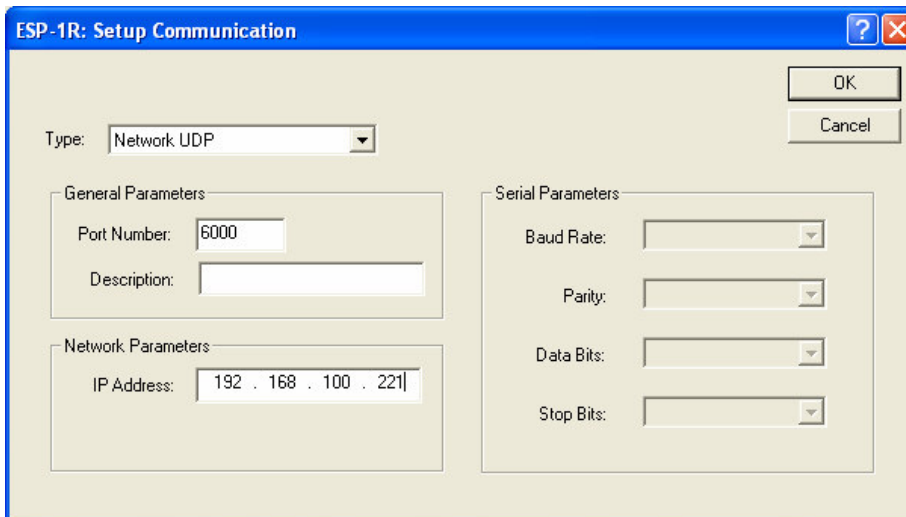 ESP-1R: Setup Communication
OK
Cancel
Type: Network UDP
General Parameters
Port Number: 6000
Description:
Network Parameters
IP Address: 192 . 168 . 100 . 221
Serial Parameters
Baud Rate:
Parity:
Data Bits:
Stop Bits: